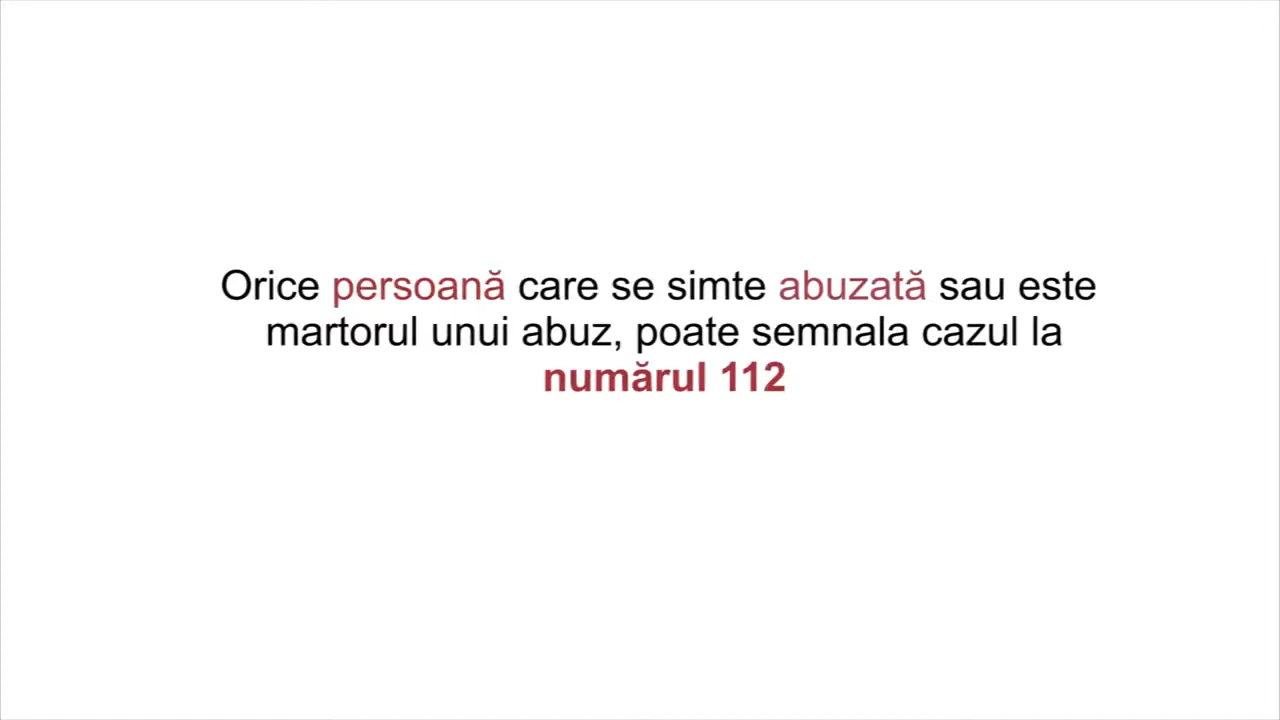 Orice persoană care se simte abuzată sau este
martorul unui abuz, poate semnala cazul la
numărul 112